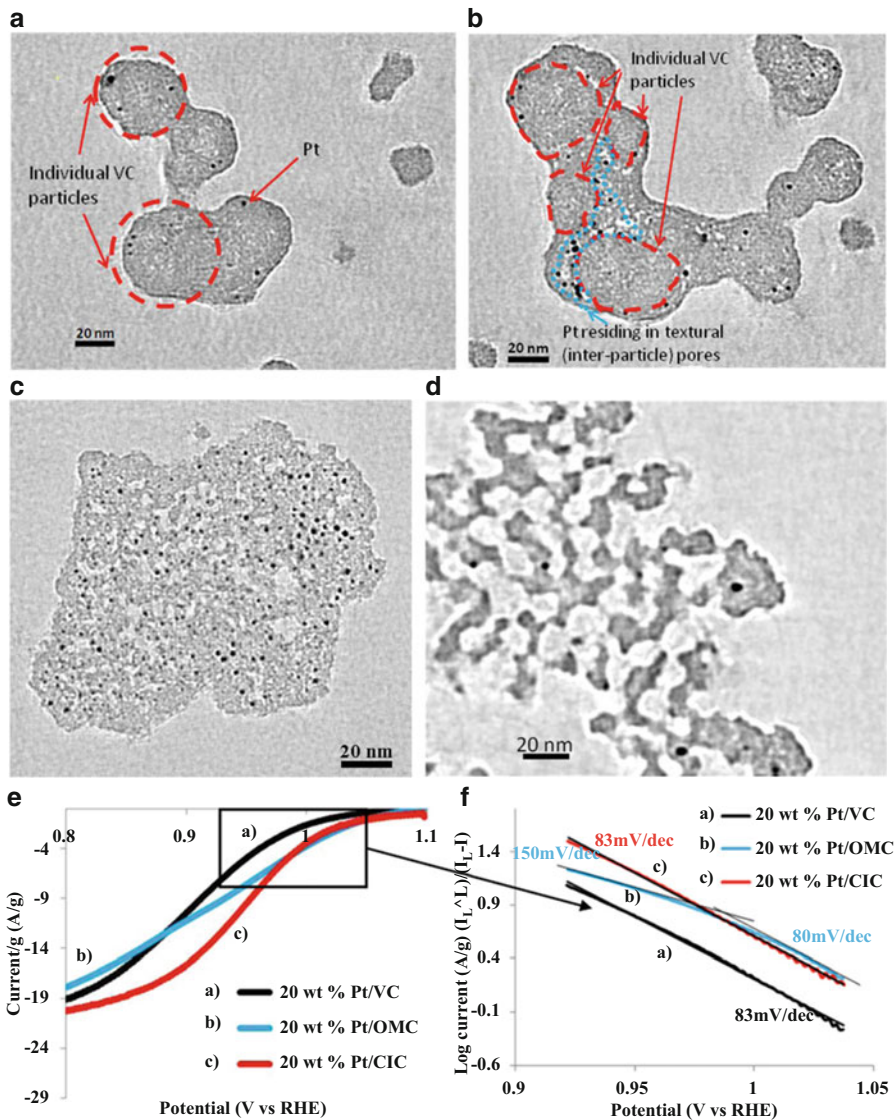 a
Individual VC
particles
Pt
20 nm
b
Individual VC
particles
Pt residing in textural
(inter-particle) pores
20 nm
c
20 nm
d
20 nm
e
0.8
0.9
1
1.1
-4
-9
-14
-19
-24
-29
a)
b)
c)
a) 20 wt % Pt/VC
b) 20 wt % Pt/OMC
c) 20 wt % Pt/CIC
Current/g (A/g)
Potential (V vs RHE)
f
a) 20 wt % Pt/VC
b) 20 wt % Pt/OMC
c) 20 wt % Pt/CIC
1.4
0.9
0.4
-0.1
-0.6
150mV/dec
83mV/dec
c)
b)
a)
80mV/dec
83mV/dec
0.9
0.95
1
1.05
Log current (A/g) (I_L^L)/(I_L-I)
Potential (V vs RHE)